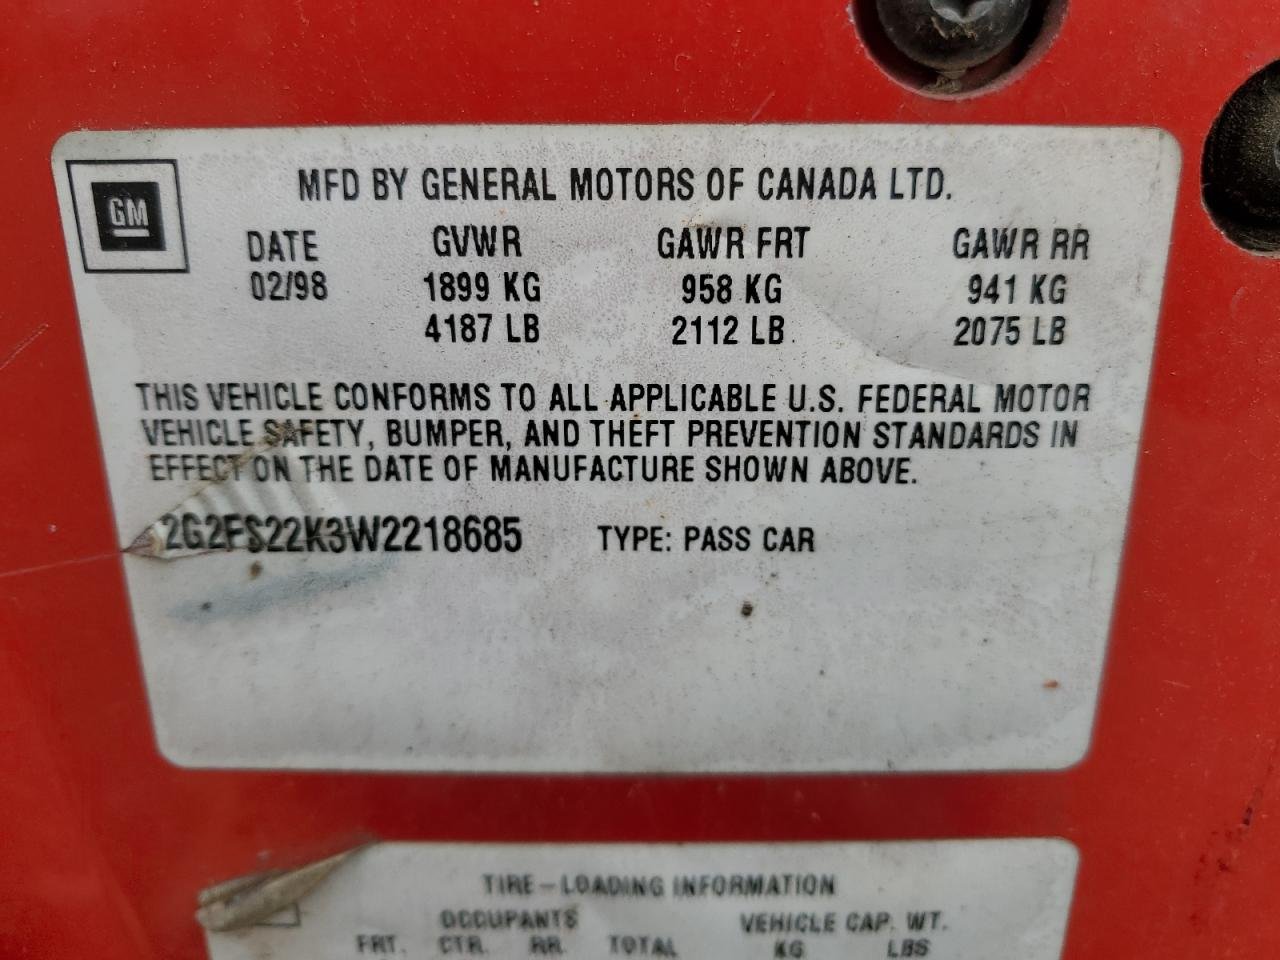 GM
MFD BY GENERAL MOTORS OF CANADA LTD.
DATE GVWR GAWR FRT GAWR RR
02/98 1899 KG 958 KG 941 KG
4187 LB 2112 LB 2075 LB
THIS VEHICLE CONFORMS TO ALL APPLICABLE U.S. FEDERAL MOTOR
VEHICLE SAFETY, BUMPER, AND THEFT PREVENTION STANDARDS IN
EFFECT ON THE DATE OF MANUFACTURE SHOWN ABOVE.
2G2FS22K3W2218685 TYPE: PASS CAR
TIRE-LOADING INFORMATION
OCCUPANTS VEHICLE CAP. WT.
FRT. CTR. RR. TOTAL KG LBS